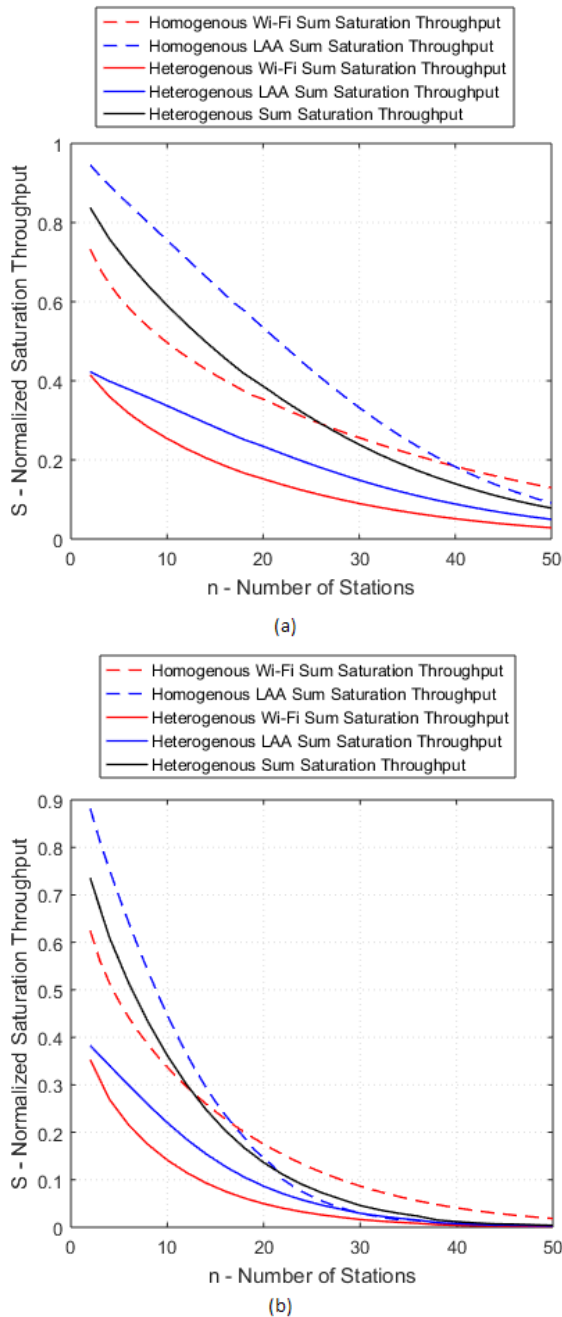 Homogenous Wi-Fi Sum Saturation Throughput
Homogenous LAA Sum Saturation Throughput
Heterogenous Wi-Fi Sum Saturation Throughput
Heterogenous LAA Sum Saturation Throughput
Heterogenous Sum Saturation Throughput
S - Normalized Saturation Throughput
1
0.8
0.6
0.4
0.2
0
0 10 20 30 40 50
n - Number of Stations
(a)
Homogenous Wi-Fi Sum Saturation Throughput
Homogenous LAA Sum Saturation Throughput
Heterogenous Wi-Fi Sum Saturation Throughput
Heterogenous LAA Sum Saturation Throughput
Heterogenous Sum Saturation Throughput
S - Normalized Saturation Throughput
0.9
0.8
0.7
0.6
0.5
0.4
0.3
0.2
0.1
0
0 10 20 30 40 50
n - Number of Stations
(b)